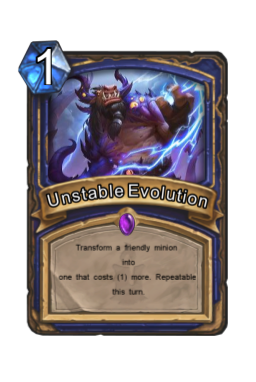 1
Unstable Evolution
Transform a friendly minion
into
one that costs (1) more. Repeatable
this turn.